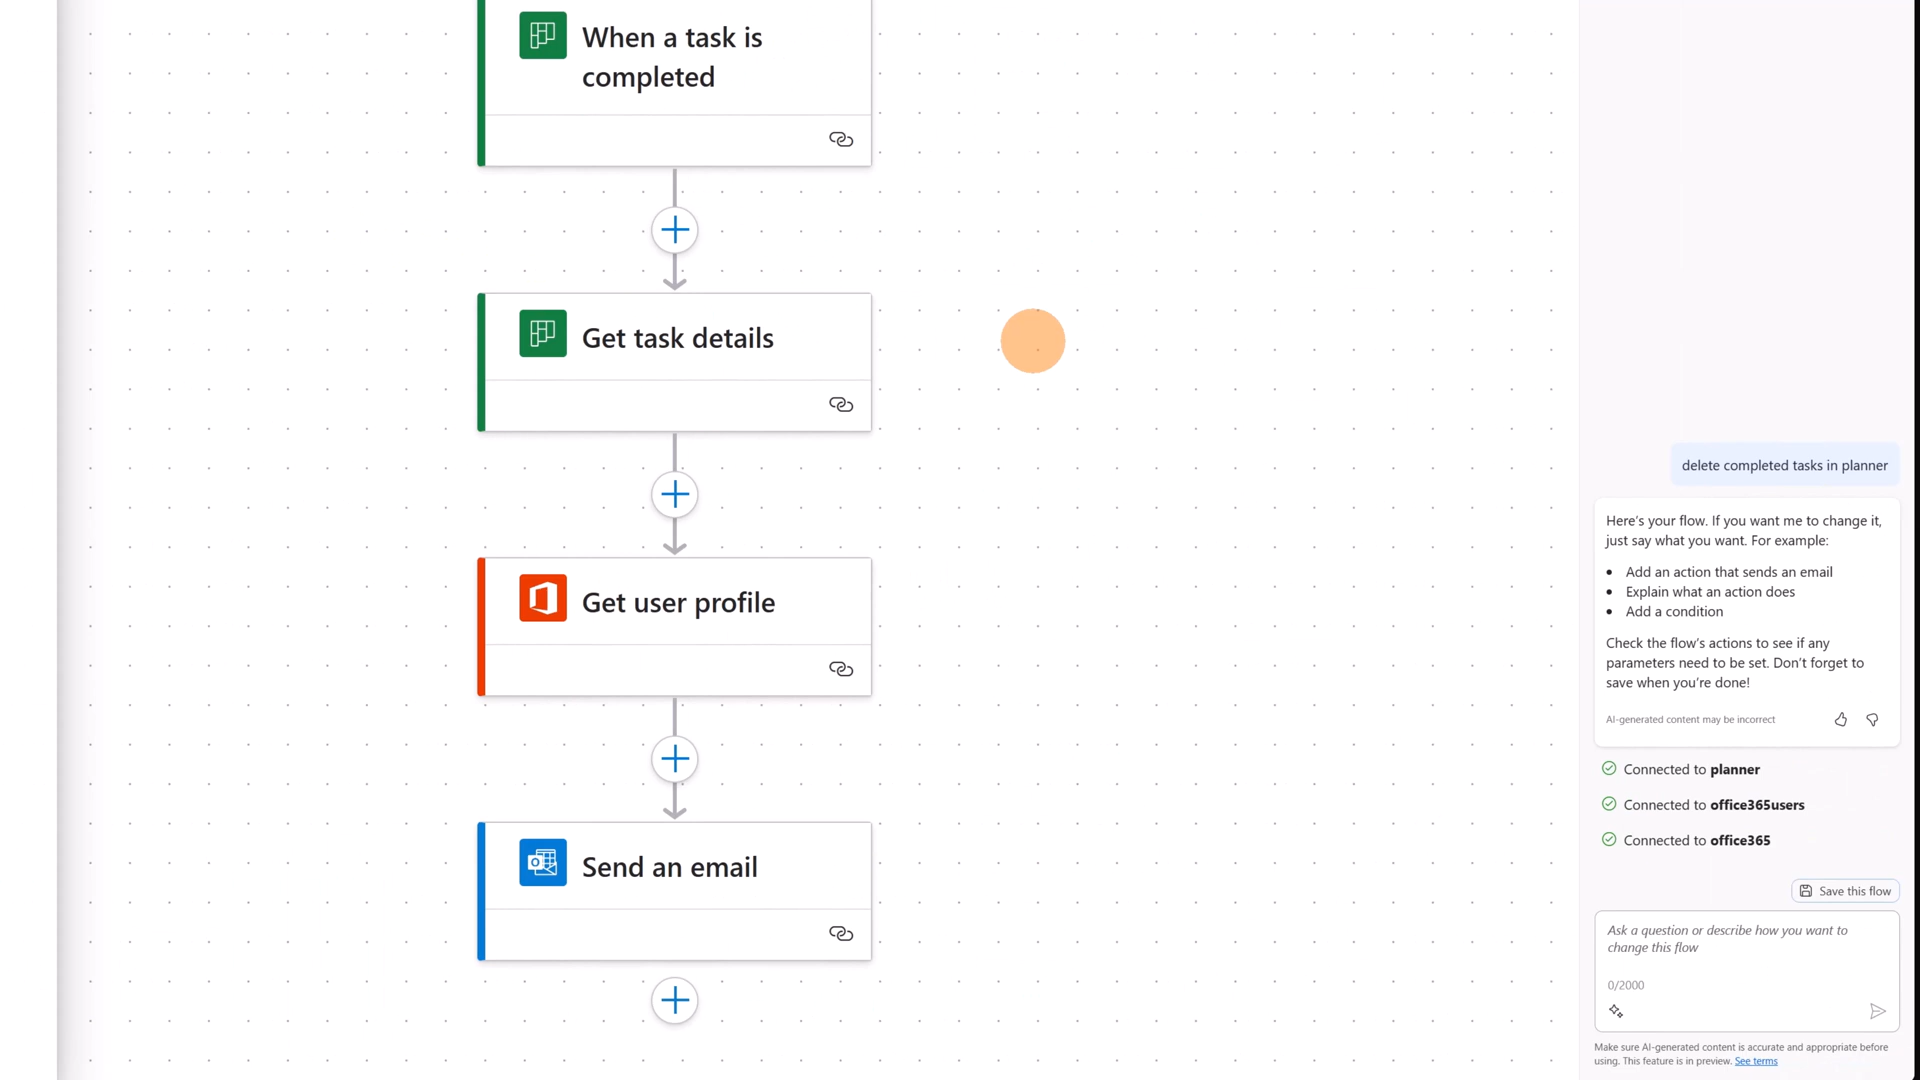 When a task is
completed
Get task details
Get user profile
Send an email
delete completed tasks in planner
Here's your flow. If you want me to change it,
just say what you want. For example:
• Add an action that sends an email
• Explain what an action does
• Add a condition
Check the flow's actions to see if any
parameters need to be set. Don't forget to
save when you're done!
AI-generated content may be incorrect
Connected to planner
Connected to office365users
Connected to office365
Save this flow
Ask a question or describe how you want to
change this flow
0/2000
Make sure AI-generated content is accurate and appropriate before
using. This feature is in preview. See terms